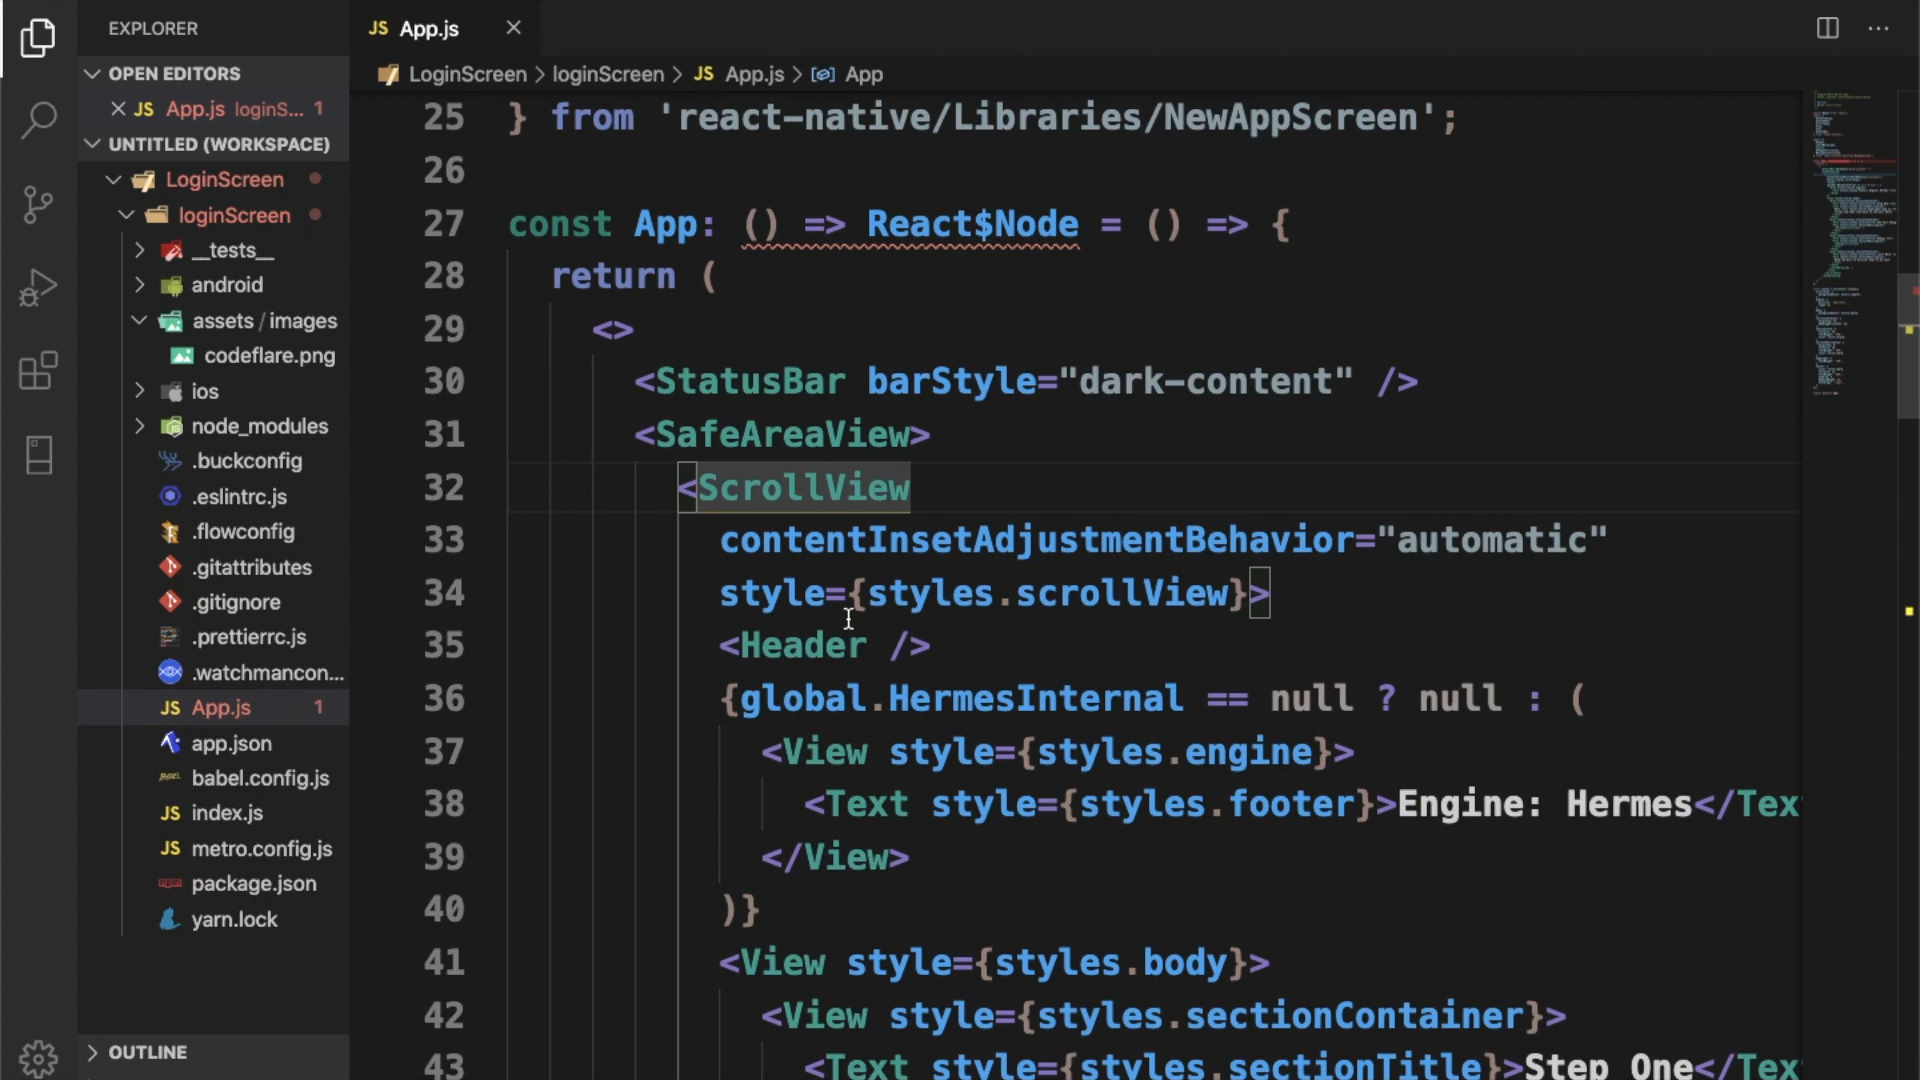 EXPLORER
OPEN EDITORS
JS App.js loginS... 1
UNTITLED (WORKSPACE)
LoginScreen
loginScreen
__tests__
android
assets / images
codeflare.png
ios
node_modules
.buckconfig
.eslintrc.js
.flowconfig
.gitattributes
.gitignore
.prettierrc.js
.watchmancon...
JS App.js 1
app.json
babel.config.js
JS index.js
JS metro.config.js
package.json
yarn.lock
OUTLINE
JS App.js
LoginScreen > loginScreen > JS App.js > App
25 } from 'react-native/Libraries/NewAppScreen';
26
27 const App: () => React$Node = () => {
28 return (
29 <>
30 <StatusBar barStyle="dark-content" />
31 <SafeAreaView>
32 <ScrollView
33 contentInsetAdjustmentBehavior="automatic"
34 style={styles.scrollView}>
35 <Header />
36 {global.HermesInternal == null ? null : (
37 <View style={styles.engine}>
38 <Text style={styles.footer}>Engine: Hermes</Tex
39 </View>
40 )}
41 <View style={styles.body}>
42 <View style={styles.sectionContainer}>
43 <Text style={styles.sectionTitle}>Step One</Tex